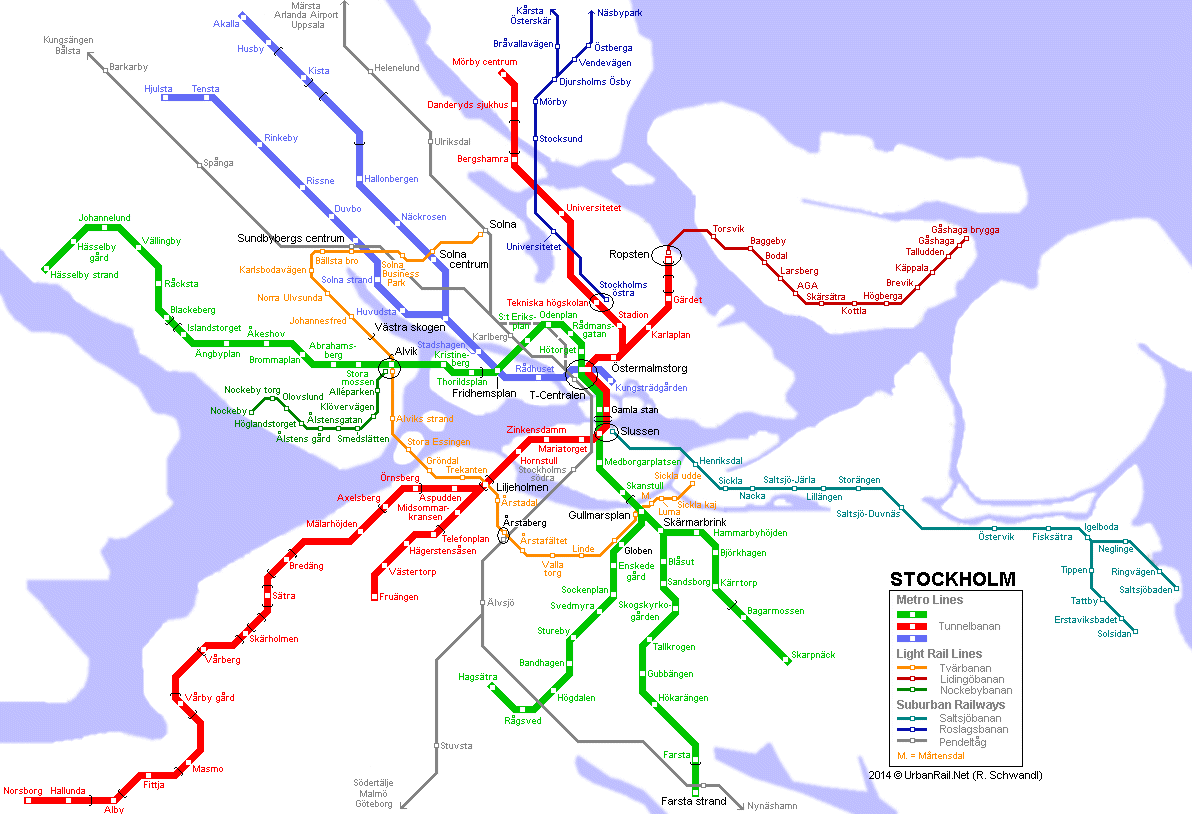 Märsta
Arlanda Airport
Uppsala
Kungsängen
Bålsta
Barkarby
Akalla
Husby
Kista
Helenelund
Ulriksdal
Hjulsta
Tensta
Rinkeby
Rissne
Duvbo
Spånga
Hallonbergen
Näckrosen
Sundbybergs centrum
Solna
Solna
centrum
Kårsta
Österskär
Näsbypark
Bråvallavägen
Östberga
Vendevägen
Djursholms Ösby
Mörby
Stocksund
Mörby centrum
Danderyds sjukhus
Bergshamra
Universitetet
Universitetet
Stockholms
östra
Tekniska högskolan
Stadion
Ropsten
Gärdet
Karlaplan
Östermalmstorg
Torsvik
Baggeby
Bodal
Larsberg
AGA
Skärsätra
Kottla
Högberga
Brevik
Käppala
Talludden
Gåshaga
Gåshaga brygga
Johannelund
Hässelby
gård
Hässelby strand
Vällingby
Råcksta
Blackeberg
Islandstorget
Ängbyplan
Åkeshov
Brommaplan
Abrahams-
berg
Stora
mossen
Alvik
Kristine-
berg
Thorildsplan
Fridhemsplan
Bällsta bro
Karlsbodavägen
Norra Ulvsunda
Johannesfred
Solna
Business
Park
Solna strand
Huvudsta
Västra skogen
Stadshagen
Karlberg
S:t Eriks-
plan
Odenplan
Rådmans-
gatan
Hötorget
Rådhuset
T-Centralen
Kungsträdgården
Gamla stan
Slussen
Nockeby torg
Nockeby
Olovslund
Höglandstorget
Ålstensgatan
Ålstens gård
Smedslätten
Klövervägen
Alléparken
Alviks strand
Stora Essingen
Gröndal
Trekanten
Zinkensdamm
Mariatorget
Hornstull
Stockholms
södra
Medborgarplatsen
Skanstull
Gullmarsplan
Skärmarbrink
Liljeholmen
Årstadal
Årstaberg
Årstafältet
Valla
torg
Linde
Globen
M.
Luma
Sickla kaj
Sickla udde
Henriksdal
Sickla
Nacka
Saltsjö-Järla
Lillängen
Storängen
Saltsjö-Duvnäs
Östervik
Fisksätra
Igelboda
Neglinge
Ringvägen
Saltsjöbaden
Tippen
Tattby
Erstaviksbadet
Solsidan
Örnsberg
Axelsberg
Mälarhöjden
Bredäng
Sätra
Skärholmen
Vårberg
Vårby gård
Masmo
Fittja
Alby
Hallunda
Norsborg
Aspudden
Midsommar-
kransen
Telefonplan
Hägerstensåsen
Västertorp
Fruängen
Älvsjö
Stuvsta
Södertälje
Malmö
Göteborg
Enskede
gård
Sockenplan
Svedmyra
Stureby
Bandhagen
Högdalen
Rågsved
Hagsätra
Hammarbyhöjden
Björkhagen
Kärrtorp
Bagarmossen
Skarpnäck
Blåsut
Sandsborg
Skogskyrko-
gården
Tallkrogen
Gubbängen
Hökarängen
Farsta
Farsta strand
Nynäshamn
STOCKHOLM
Metro Lines
Tunnelbanan
Light Rail Lines
Tvärbanan
Lidingöbanan
Nockebybanan
Suburban Railways
Saltsjöbanan
Roslagsbanan
Pendeltåg
M. = Mårtensdal
2014 © UrbanRail.Net (R. Schwandl)